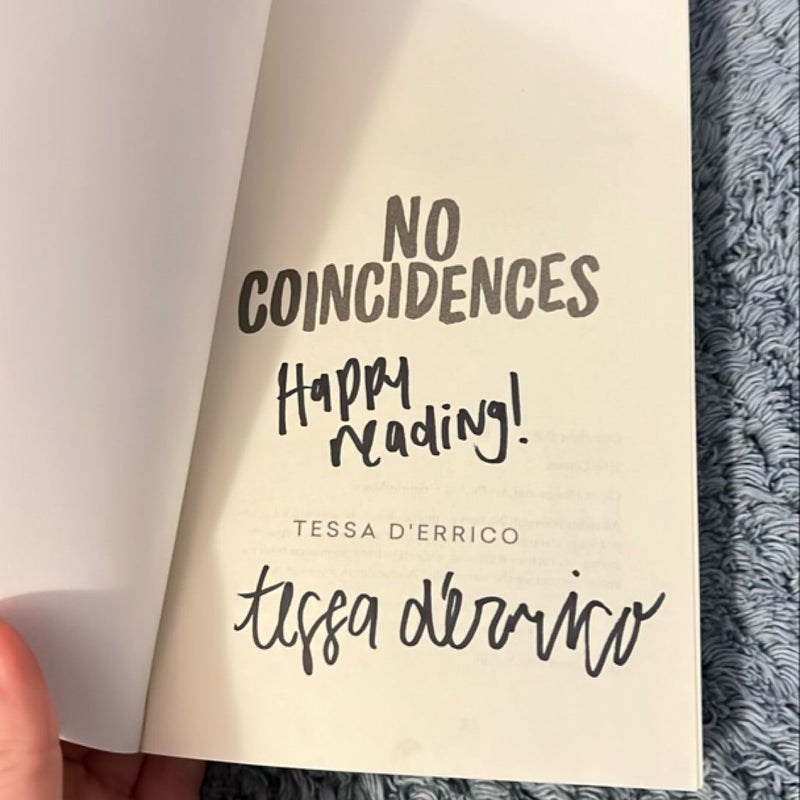 NO
COINCIDENCES
Happy
reading!
TESSA D'ERRICO
tessa d'errico